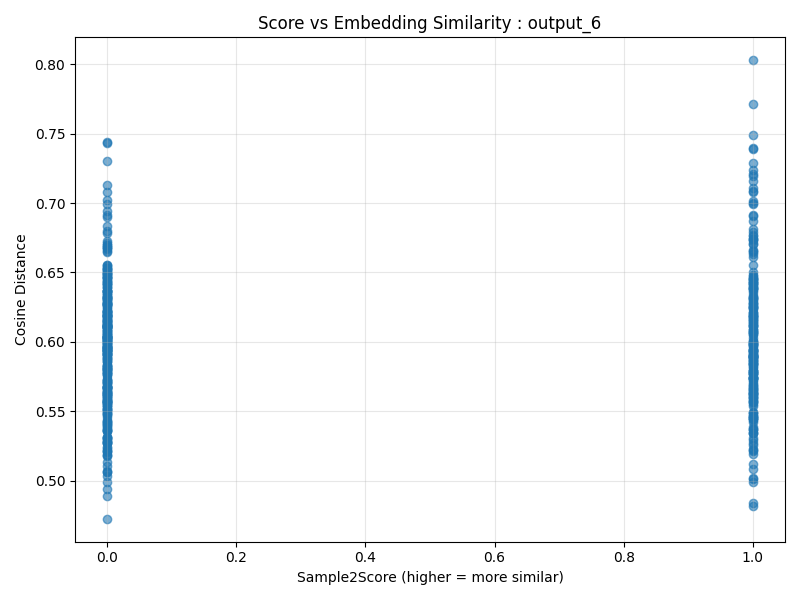 Score vs Embedding Similarity : output_6
Cosine Distance
0.80
0.75
0.70
0.65
0.60
0.55
0.50
0.0 0.2 0.4 0.6 0.8 1.0
Sample2Score (higher = more similar)